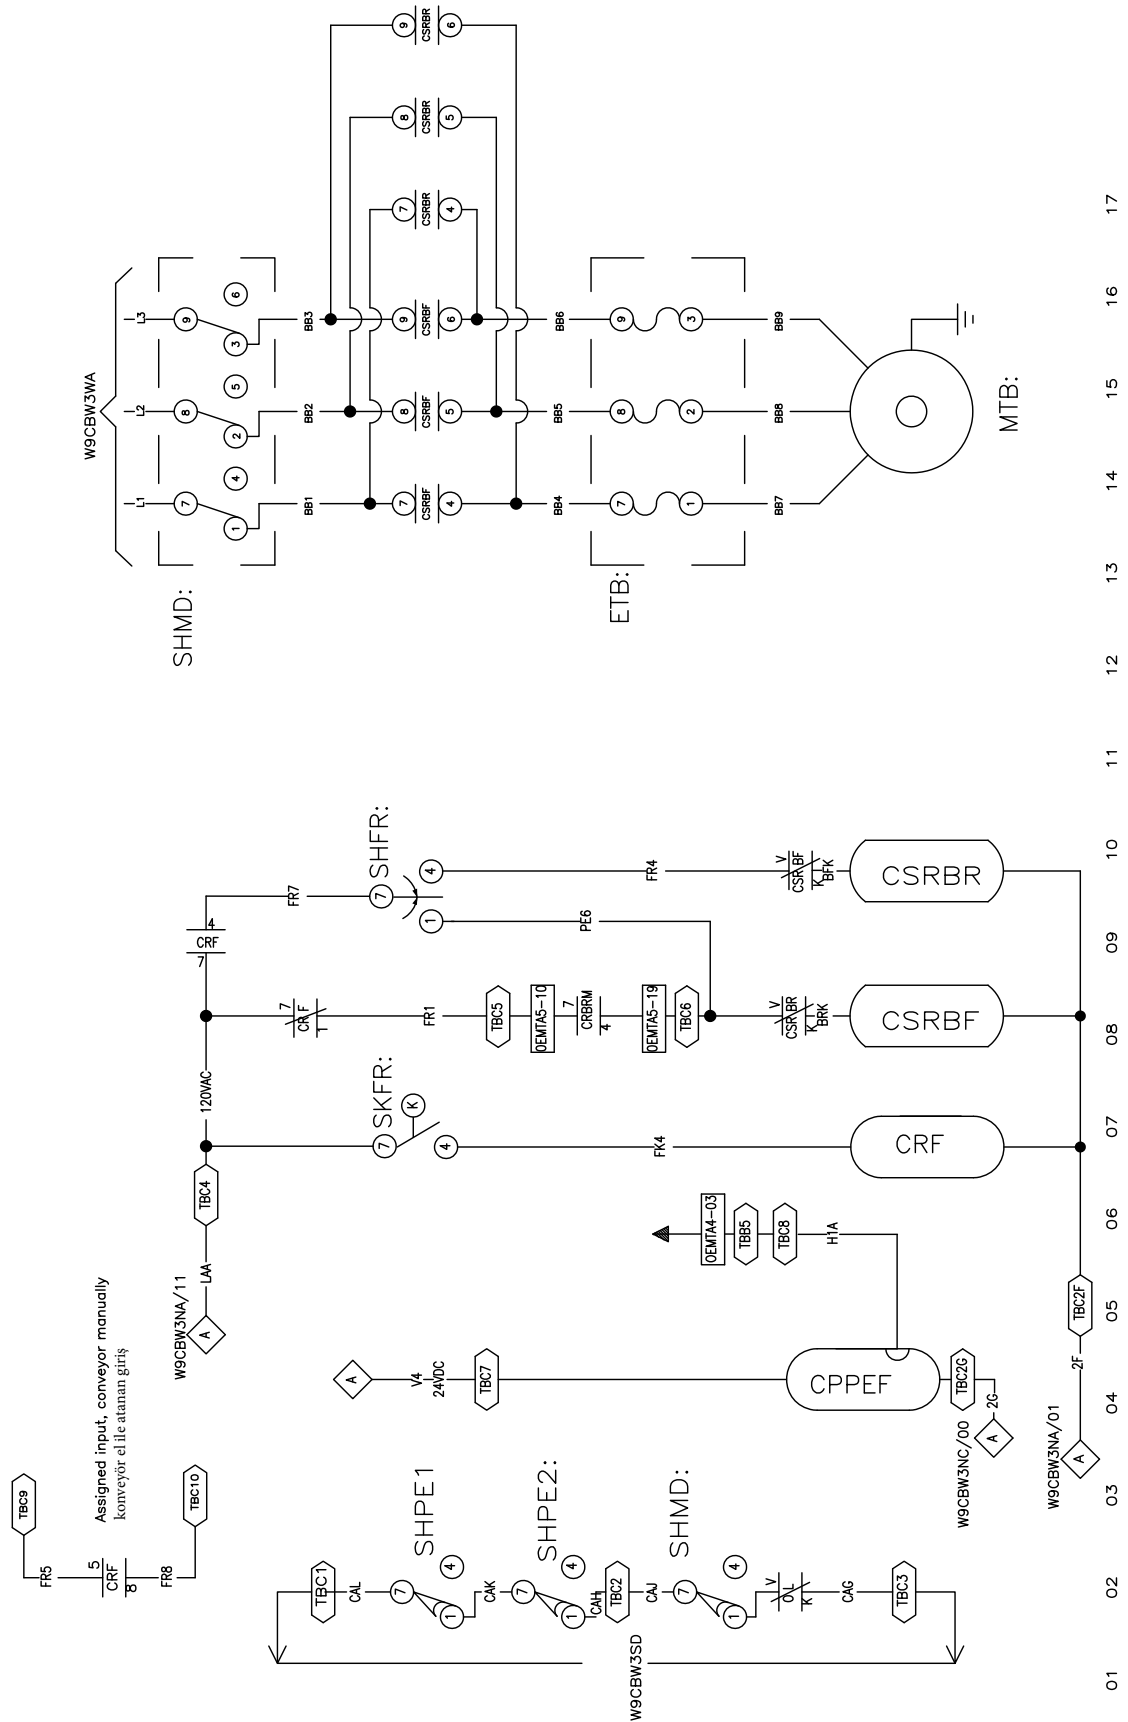 TBC9
FR5
5
CRF
8
FR8
TBC10
Assigned input, conveyor manually
konveyör el ile atanan giriş
W9CBW3SD
TBC1
CAL
SHPE1
7
4
1
CAK
SHPE2:
7
4
1
CAH
TBC2
CAJ
SHMD:
7
4
1
V
OL
K
CAG
TBC3
A
V4
24VDC
TBC7
CPPEF
TBC2G
2G
A
W9CBW3NC/00
OEMTA4-03
TBB5
TBC8
H1A
W9CBW3NA/11
A
LAA
TBC4
120VAC
SKFR:
7
K
4
FK4
CRF
7
CRF
1
FR1
TBC5
OEMTA5-10
7
CRBRM
4
OEMTA5-19
TBC6
V
CSRBR
K
BRK
CSRBF
7
CRF
4
FR7
SHFR:
7
1
4
PE6
FR4
V
CSRBF
K
BFK
CSRBR
W9CBW3NA/01
A
2F
TBC2F
W9CBW3WA
L1
L2
L3
SHMD:
7
8
9
1
4
2
5
3
6
BB1
BB2
BB3
7
CSRBF
4
8
CSRBF
5
9
CSRBF
6
7
CSRBR
4
8
CSRBR
5
9
CSRBR
6
BB4
BB5
BB6
ETB:
7
8
9
1
2
3
BB7
BB8
BB9
MTB:
01
02
03
04
05
06
07
08
09
10
11
12
13
14
15
16
17